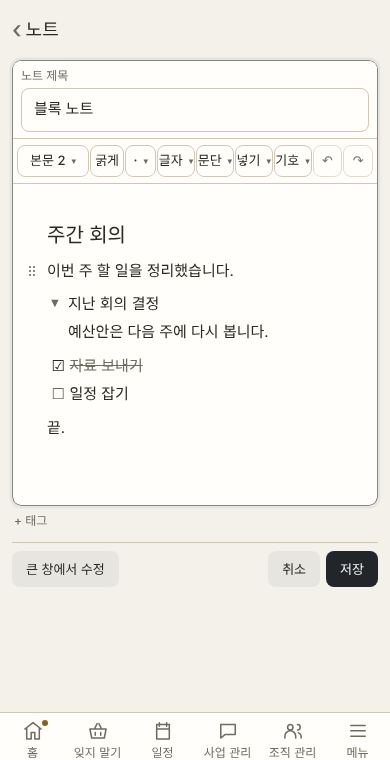 ‹ 노트
노트 제목
블록 노트
본문 2 ▾ 굵게 · ▾ 글자 ▾ 문단 ▾ 넣기 ▾ 기호 ▾ ↶ ↷
주간 회의
이번 주 할 일을 정리했습니다.
▼ 지난 회의 결정
예산안은 다음 주에 다시 봅니다.
☑ 자료 보내기
☐ 일정 잡기
끝.
+ 태그
큰 창에서 수정 취소 저장
홈 잊지 말기 일정 사업 관리 조직 관리 메뉴